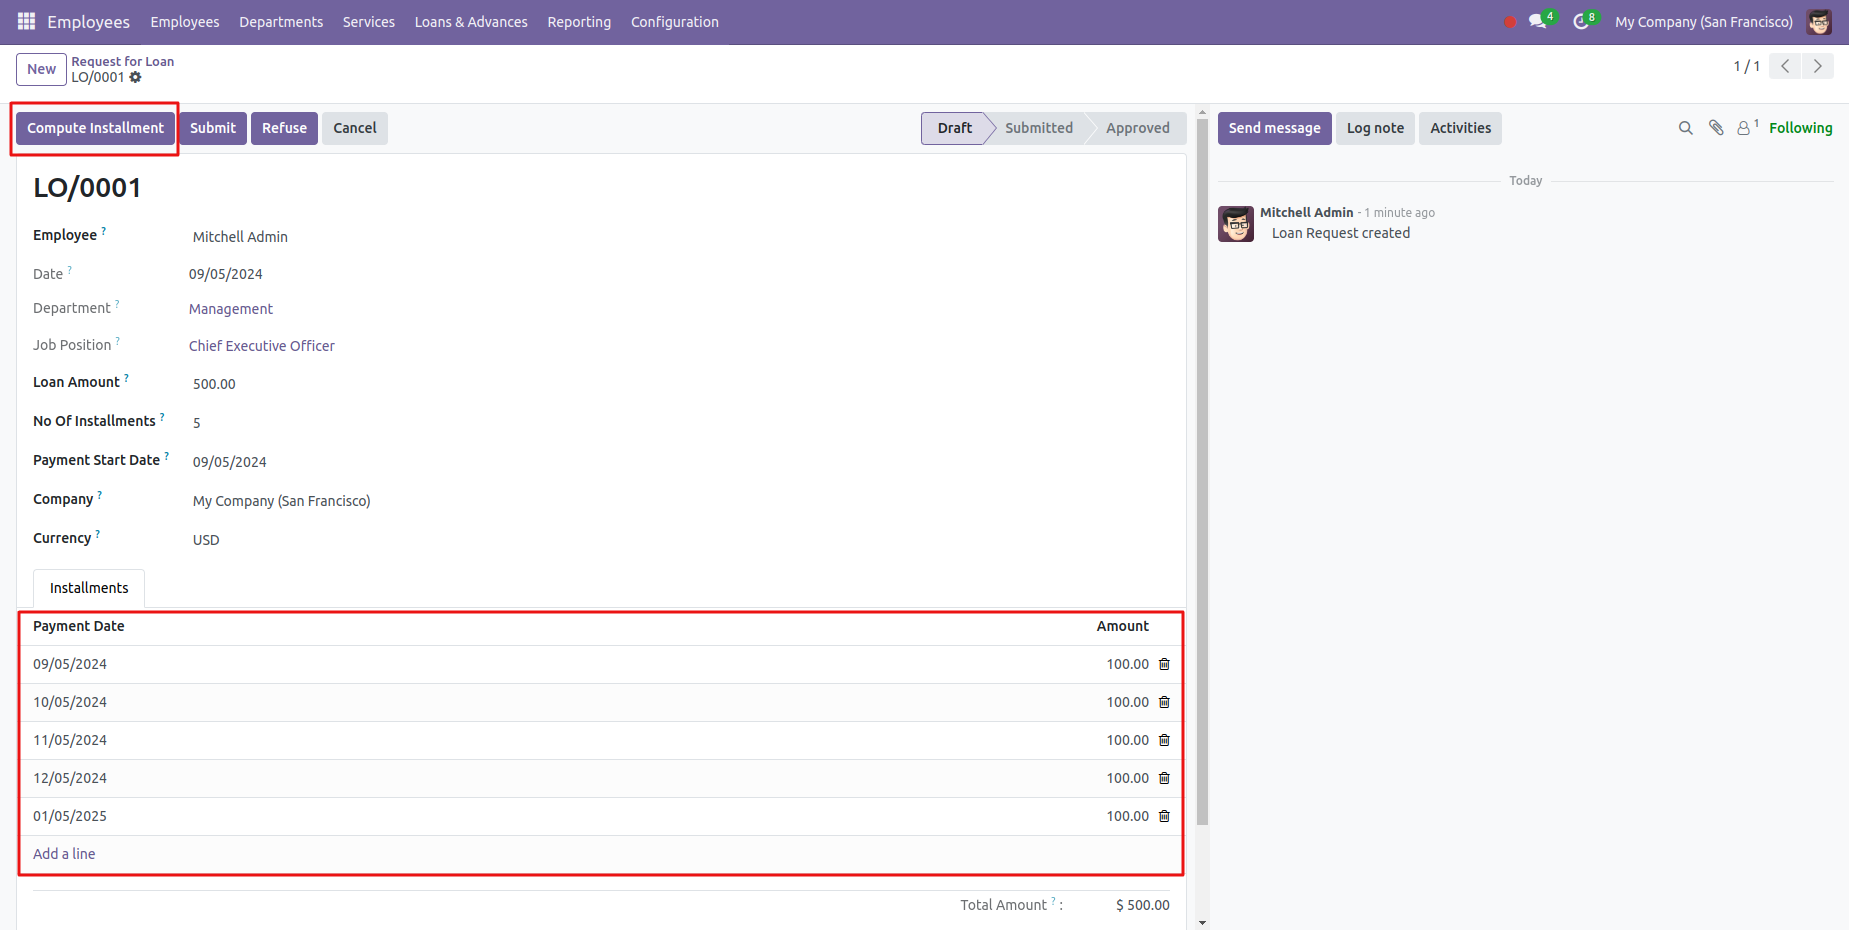 Employees Employees Departments Services Loans & Advances Reporting Configuration 4 8 My Company (San Francisco)
New Request for Loan
LO/0001
1 / 1
Compute Installment Submit Refuse Cancel Draft Submitted Approved
Send message Log note Activities 1 Following
LO/0001
Employee ? Mitchell Admin
Date ? 09/05/2024
Department ? Management
Job Position ? Chief Executive Officer
Loan Amount ? 500.00
No Of Installments ? 5
Payment Start Date ? 09/05/2024
Company ? My Company (San Francisco)
Currency ? USD
Installments
Payment Date Amount
09/05/2024 100.00
10/05/2024 100.00
11/05/2024 100.00
12/05/2024 100.00
01/05/2025 100.00
Add a line
Total Amount ? : $ 500.00
Today
Mitchell Admin - 1 minute ago
Loan Request created